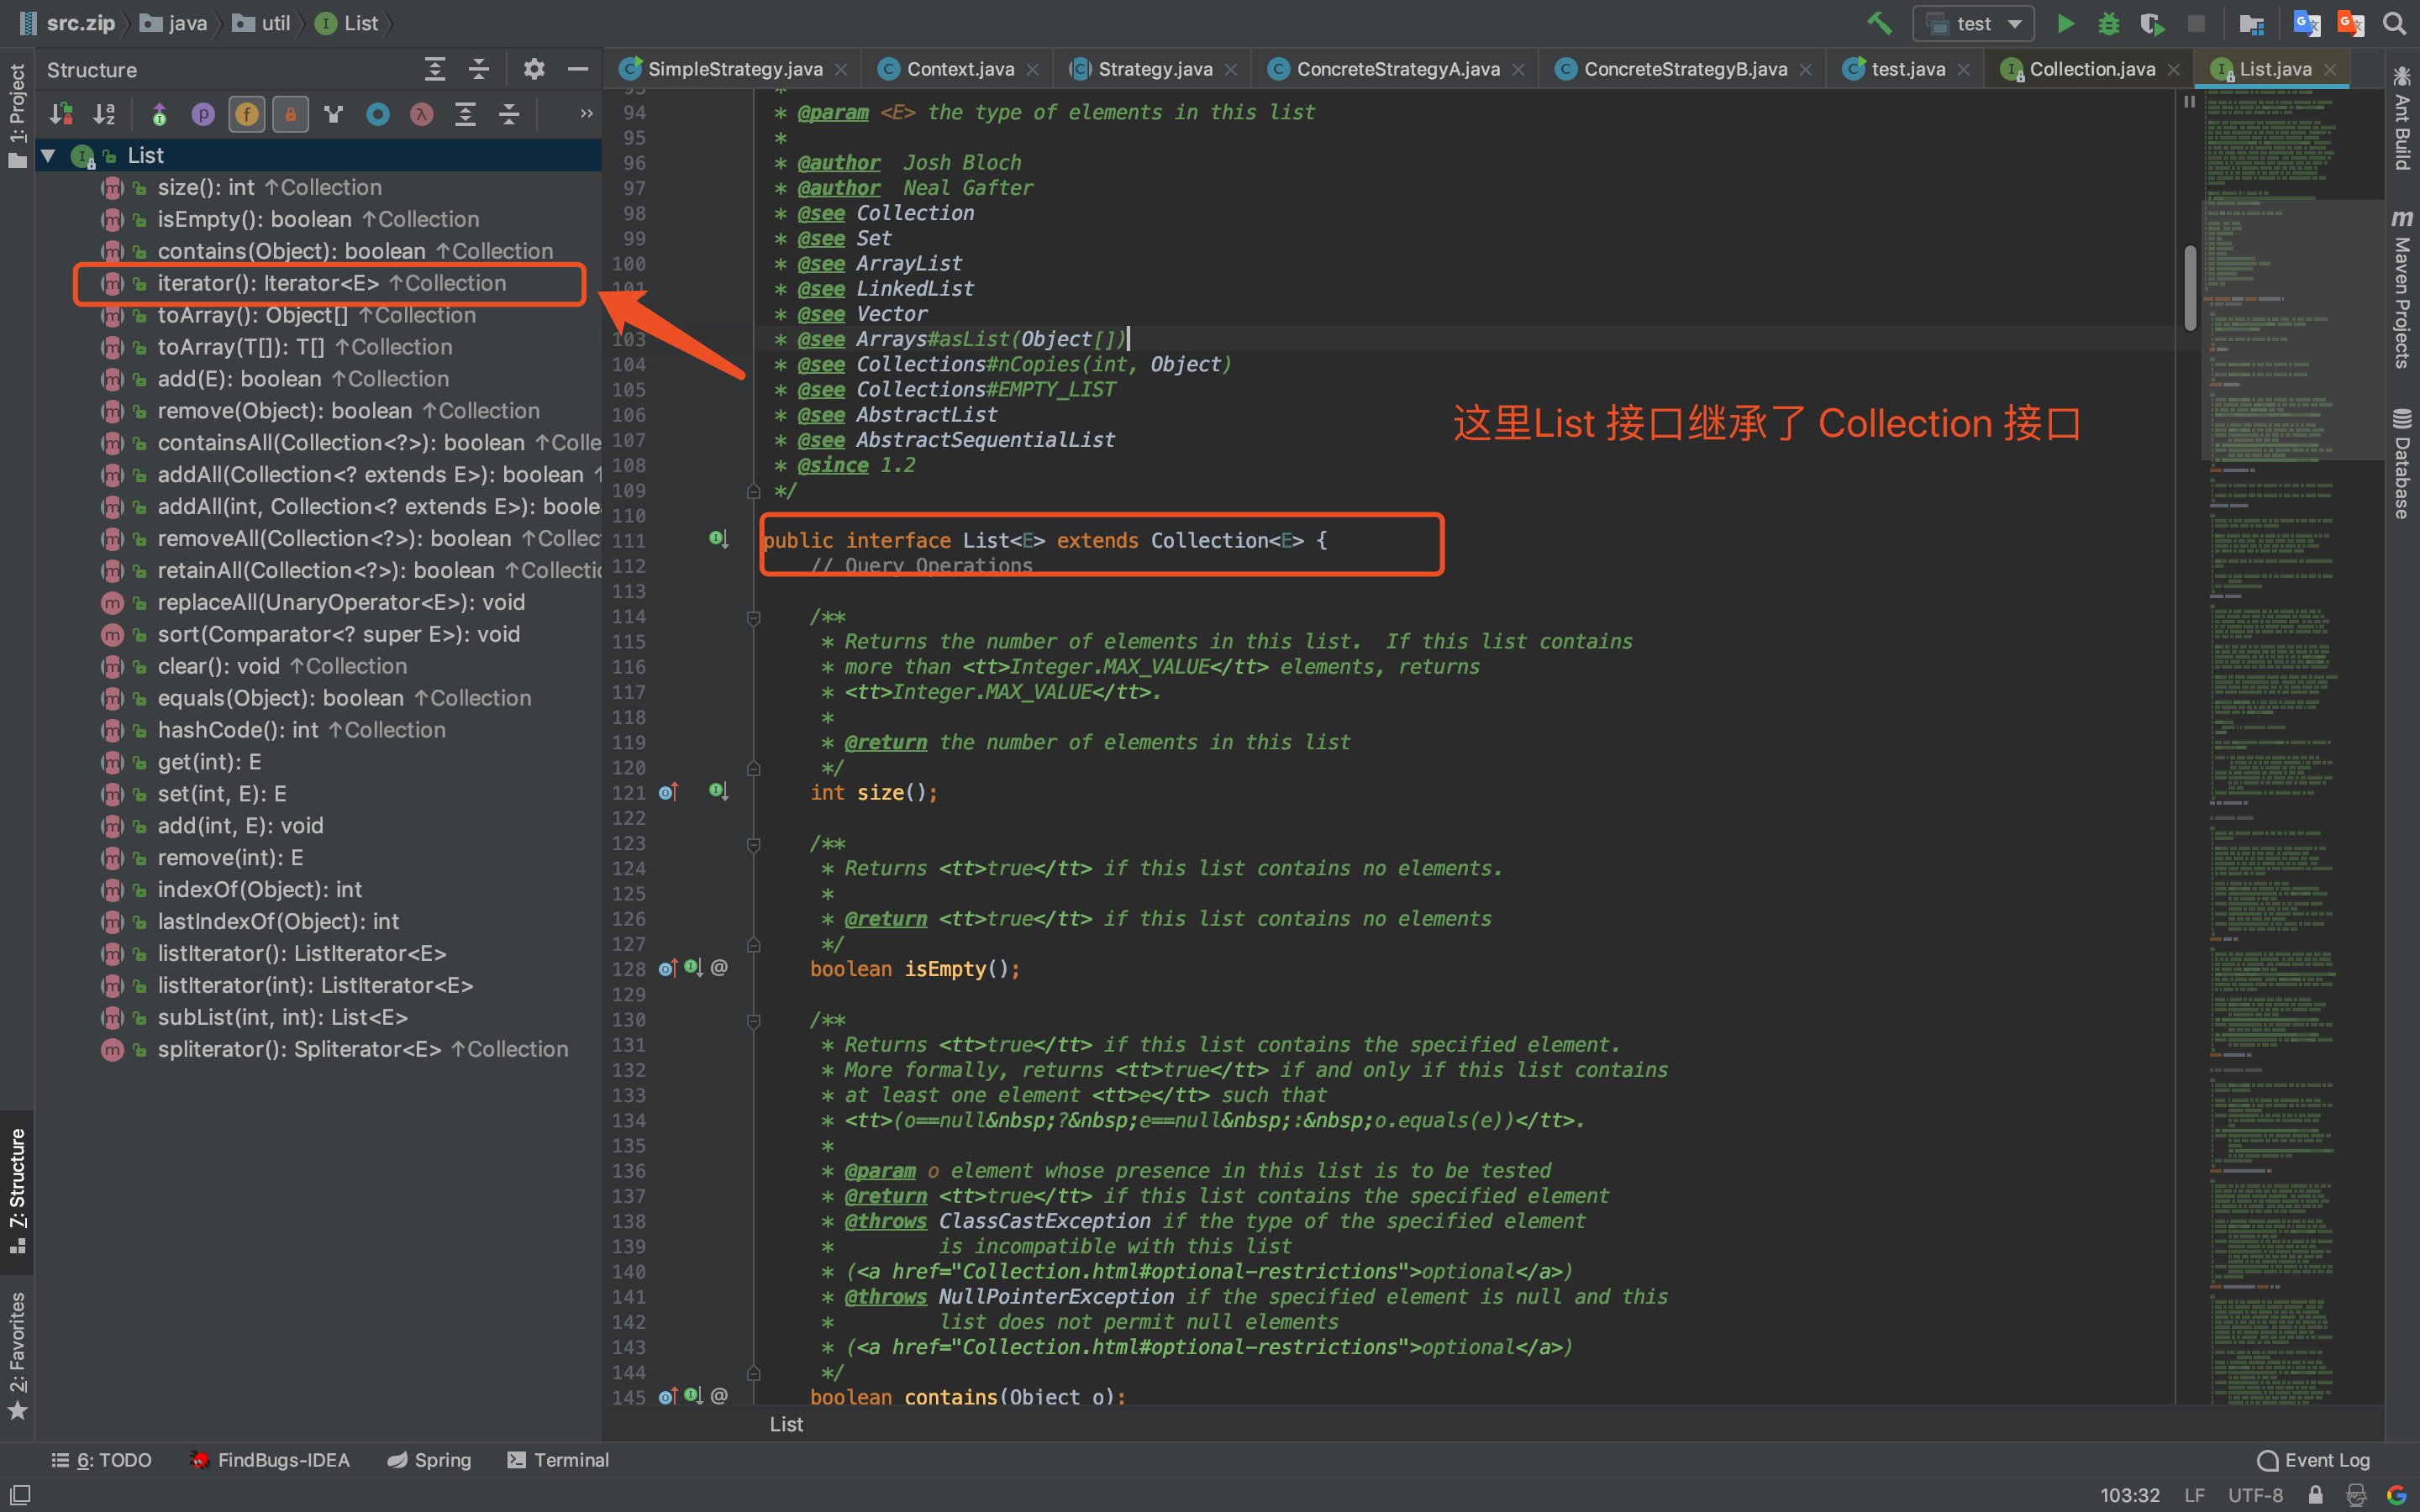 src.zip java util List
test
1: Project
Structure
SimpleStrategy.java
Context.java
Strategy.java
ConcreteStrategyA.java
ConcreteStrategyB.java
test.java
Collection.java
List.java
List
size(): int ↑Collection
isEmpty(): boolean ↑Collection
contains(Object): boolean ↑Collection
iterator(): Iterator<E> ↑Collection
toArray(): Object[] ↑Collection
toArray(T[]): T[] ↑Collection
add(E): boolean ↑Collection
remove(Object): boolean ↑Collection
containsAll(Collection<?>): boolean ↑Colle
addAll(Collection<? extends E>): boolean ↑
addAll(int, Collection<? extends E>): boole
removeAll(Collection<?>): boolean ↑Collec
retainAll(Collection<?>): boolean ↑Collecti
replaceAll(UnaryOperator<E>): void
sort(Comparator<? super E>): void
clear(): void ↑Collection
equals(Object): boolean ↑Collection
hashCode(): int ↑Collection
get(int): E
set(int, E): E
add(int, E): void
remove(int): E
indexOf(Object): int
lastIndexOf(Object): int
listIterator(): ListIterator<E>
listIterator(int): ListIterator<E>
subList(int, int): List<E>
spliterator(): Spliterator<E> ↑Collection
93 *
94 * @param <E> the type of elements in this list
95 *
96 * @author  Josh Bloch
97 * @author  Neal Gafter
98 * @see Collection
99 * @see Set
100 * @see ArrayList
101 * @see LinkedList
* @see Vector
103 * @see Arrays#asList(Object[])
104 * @see Collections#nCopies(int, Object)
105 * @see Collections#EMPTY_LIST
106 * @see AbstractList
107 * @see AbstractSequentialList
108 * @since 1.2
109 */
110
111 public interface List<E> extends Collection<E> {
112 // Query Operations
113
114 /**
115 * Returns the number of elements in this list.  If this list contains
116 * more than <tt>Integer.MAX_VALUE</tt> elements, returns
117 * <tt>Integer.MAX_VALUE</tt>.
118 *
119 * @return the number of elements in this list
120 */
121 int size();
122
123 /**
124 * Returns <tt>true</tt> if this list contains no elements.
125 *
126 * @return <tt>true</tt> if this list contains no elements
127 */
128 boolean isEmpty();
129
130 /**
131 * Returns <tt>true</tt> if this list contains the specified element.
132 * More formally, returns <tt>true</tt> if and only if this list contains
133 * at least one element <tt>e</tt> such that
134 * <tt>(o==null&nbsp;?&nbsp;e==null&nbsp;:&nbsp;o.equals(e))</tt>.
135 *
136 * @param o element whose presence in this list is to be tested
137 * @return <tt>true</tt> if this list contains the specified element
138 * @throws ClassCastException if the type of the specified element
139 *         is incompatible with this list
140 * (<a href="Collection.html#optional-restrictions">optional</a>)
141 * @throws NullPointerException if the specified element is null and this
142 *         list does not permit null elements
143 * (<a href="Collection.html#optional-restrictions">optional</a>)
144 */
145 boolean contains(Object o);
这里List 接口继承了 Collection 接口
List
Ant Build
Maven Projects
Database
7: Structure
2: Favorites
6: TODO
FindBugs-IDEA
Spring
Terminal
Event Log
103:32 LF UTF-8